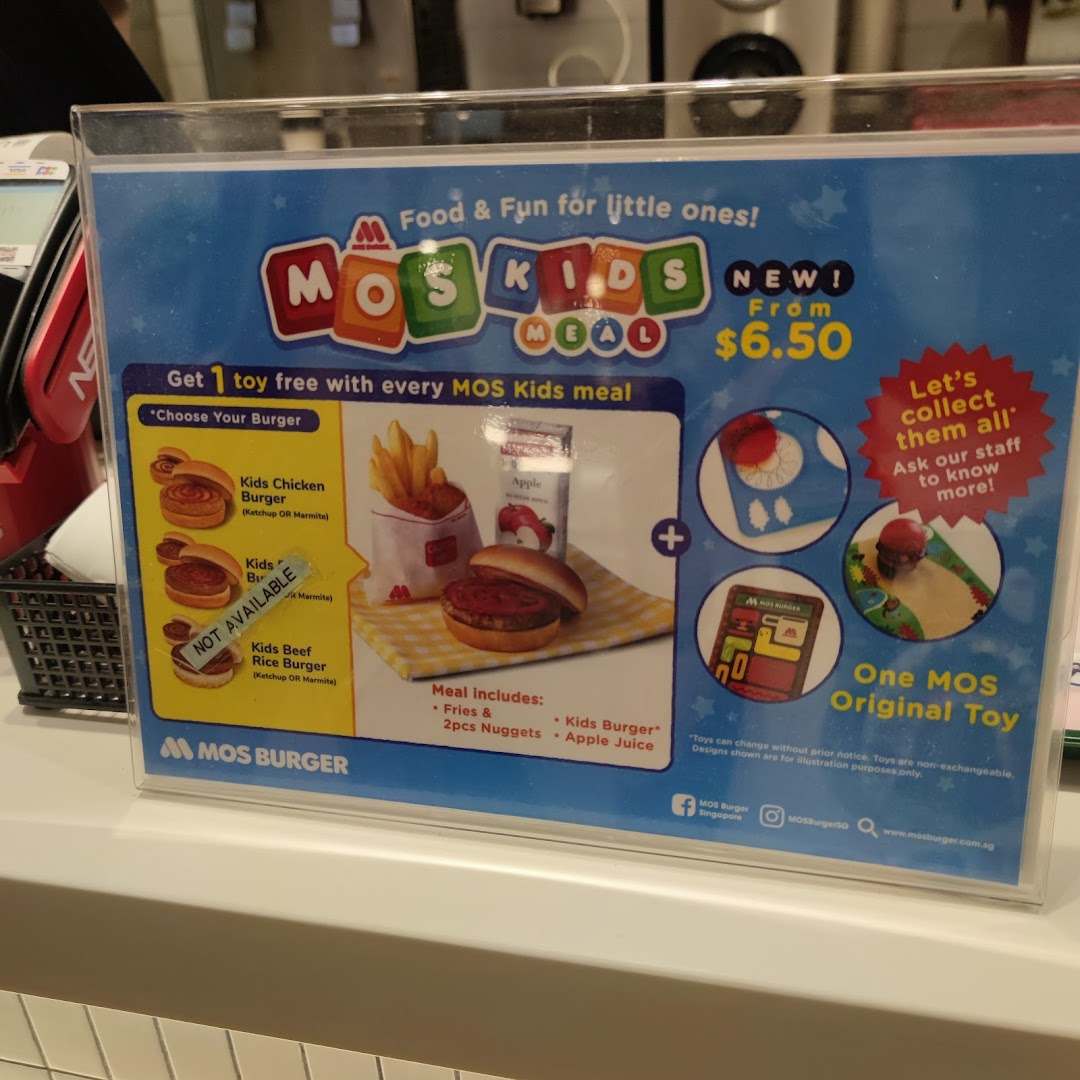 Food & Fun for little ones!
MOS KIDS
MEAL
NEW!
From
$6.50
Get 1 toy free with every MOS Kids meal
*Choose Your Burger
Kids Chicken
Burger
(Ketchup OR Marmite)
Kids
Bu
OR Marmite)
NOT AVAILABLE
Kids Beef
Rice Burger
(Ketchup OR Marmite)
Apple
Meal includes:
• Fries &
2pcs Nuggets
• Kids Burger*
• Apple Juice
+
Let's
collect
them all*
Ask our staff
to know
more!
MOS BURGER
One MOS
Original Toy
*Toys can change without prior notice. Toys are non-exchangeable.
Designs shown are for illustration purposes only.
MOS BURGER
MOS Burger
Singapore
MOSBurgerSG
www.mosburger.com.sg